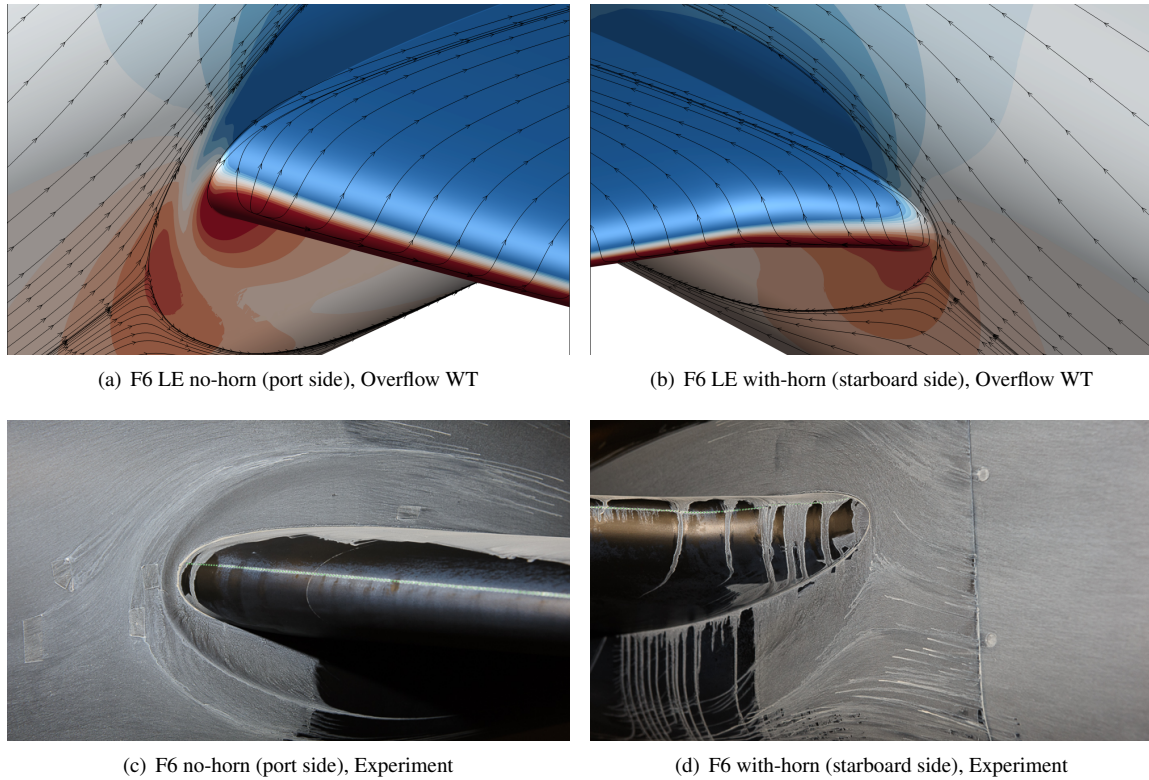 (a) F6 LE no-horn (port side), Overflow WT
(b) F6 LE with-horn (starboard side), Overflow WT
(c) F6 no-horn (port side), Experiment
(d) F6 with-horn (starboard side), Experiment